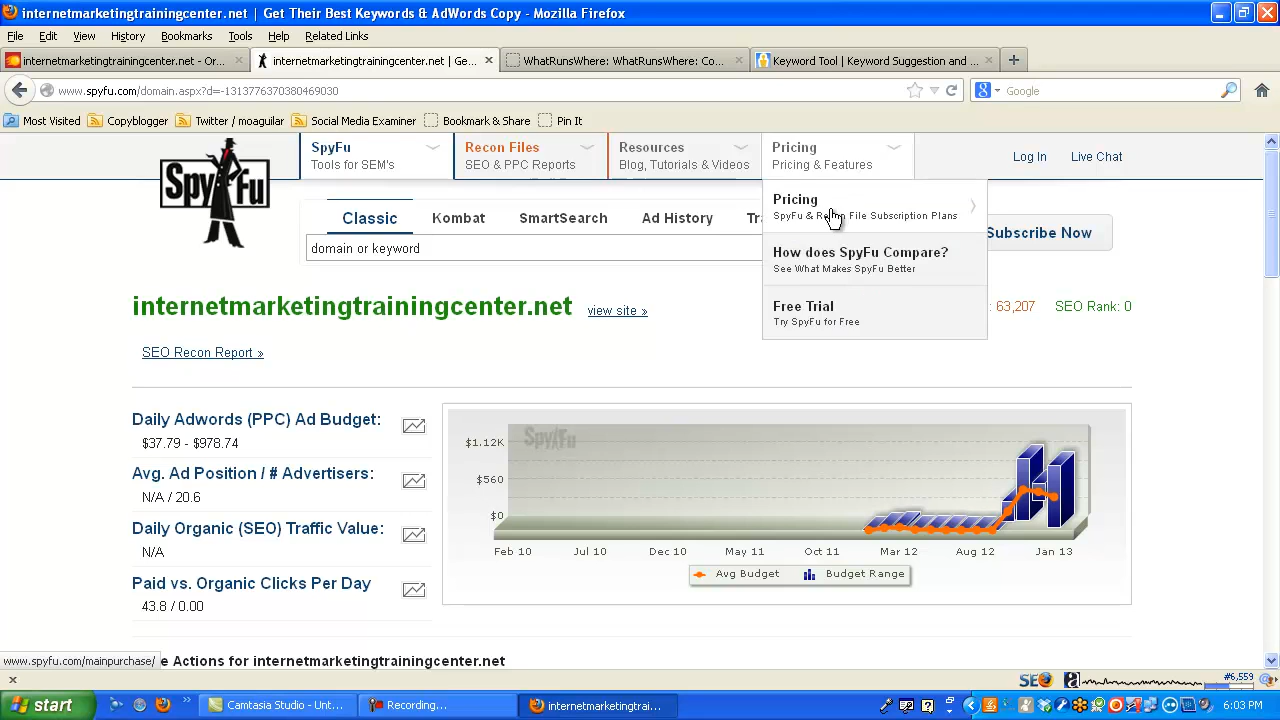 internetmarketingtrainingcenter.net | Get Their Best Keywords & AdWords Copy - Mozilla Firefox
File Edit View History Bookmarks Tools Help Related Links
internetmarketingtrainingcenter.net - Or...
internetmarketingtrainingcenter.net | Ge...
WhatRunsWhere: WhatRunsWhere: Co...
Keyword Tool | Keyword Suggestion and ...
www.spyfu.com/domain.aspx?d=-
Google
Most Visited Copyblogger Twitter / moaguilar Social Media Examiner Bookmark & Share Pin It
SpyFu
SpyFu
Tools for SEM's
Recon Files
SEO & PPC Reports
Resources
Blog, Tutorials & Videos
Pricing
Pricing & Features
Log In
Live Chat
Classic Kombat SmartSearch Ad History
domain or keyword
Pricing
SpyFu & File Subscription Plans
How does SpyFu Compare?
See What Makes SpyFu Better
Free Trial
Try SpyFu for Free
Subscribe Now
internetmarketingtrainingcenter.net view site »
: 63,207 SEO Rank: 0
SEO Recon Report »
Daily Adwords (PPC) Ad Budget:
$37.79 - $978.74
Avg. Ad Position / # Advertisers:
N/A / 20.6
Daily Organic (SEO) Traffic Value:
N/A
Paid vs. Organic Clicks Per Day
43.8 / 0.00
SpyFu
$1.12K
$560
$0
Feb 10 Jul 10 Dec 10 May 11 Oct 11 Mar 12 Aug 12 Jan 13
Avg Budget Budget Range
www.spyfu.com/mainpurchase/
e Actions for internetmarketingtrainingcenter.net
SEO
#6,559
start
Camtasia Studio - Unt...
Recording...
internetmarketingtrai...
6:03 PM